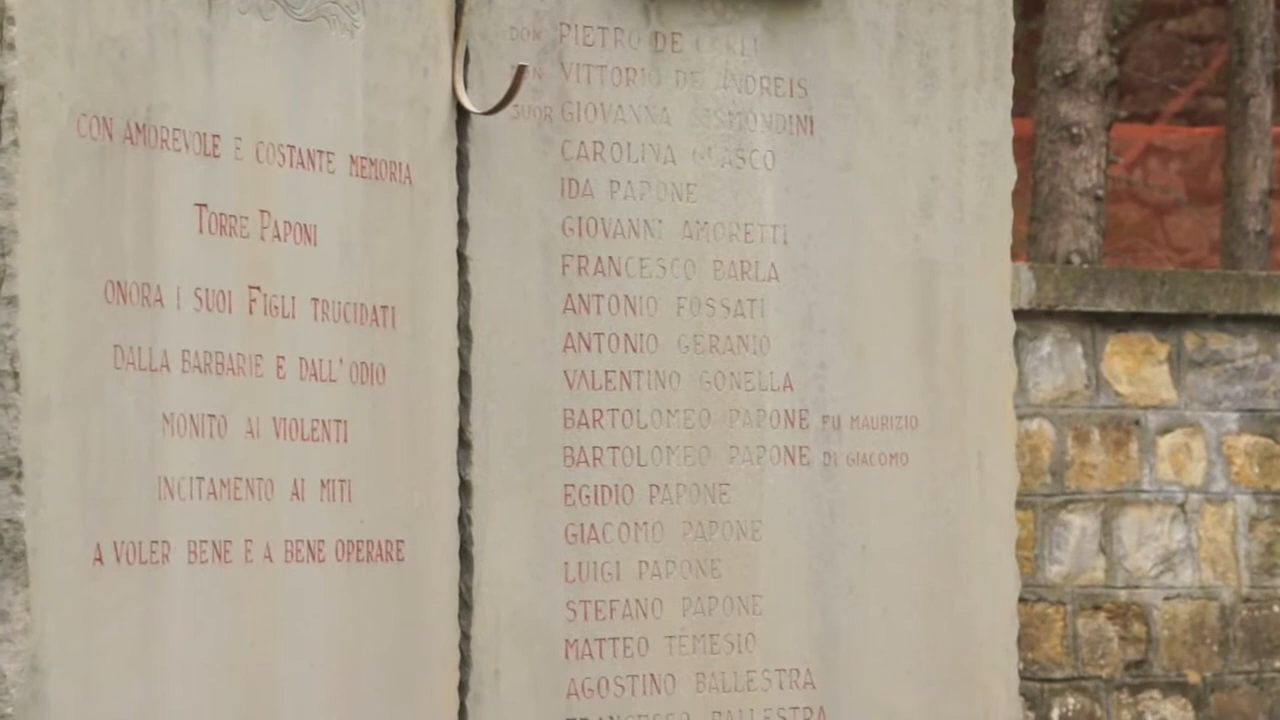 CON AMOREVOLE E COSTANTE MEMORIA
TORRE PAPONI
ONORA I SUOI FIGLI TRUCIDATI
DALLA BARBARIE E DALL'ODIO
MONITO AI VIOLENTI
INCITAMENTO AI MITI
A VOLER BENE E A BENE OPERARE
DON PIETRO DE
VITTORIO DE ANDREIS
SUOR GIOVANNA SISMONDINI
CAROLINA
IDA PAPONE
GIOVANNI AMORETTI
FRANCESCO BARLA
ANTONIO FOSSATI
ANTONIO GERANIO
VALENTINO GONELLA
BARTOLOMEO PAPONE FU MAURIZIO
BARTOLOMEO PAPONE DI GIACOMO
EGIDIO PAPONE
GIACOMO PAPONE
LUIGI PAPONE
STEFANO PAPONE
MATTEO TEMESIO
AGOSTINO BALLESTRA
FRANCESCO BALLESTRA